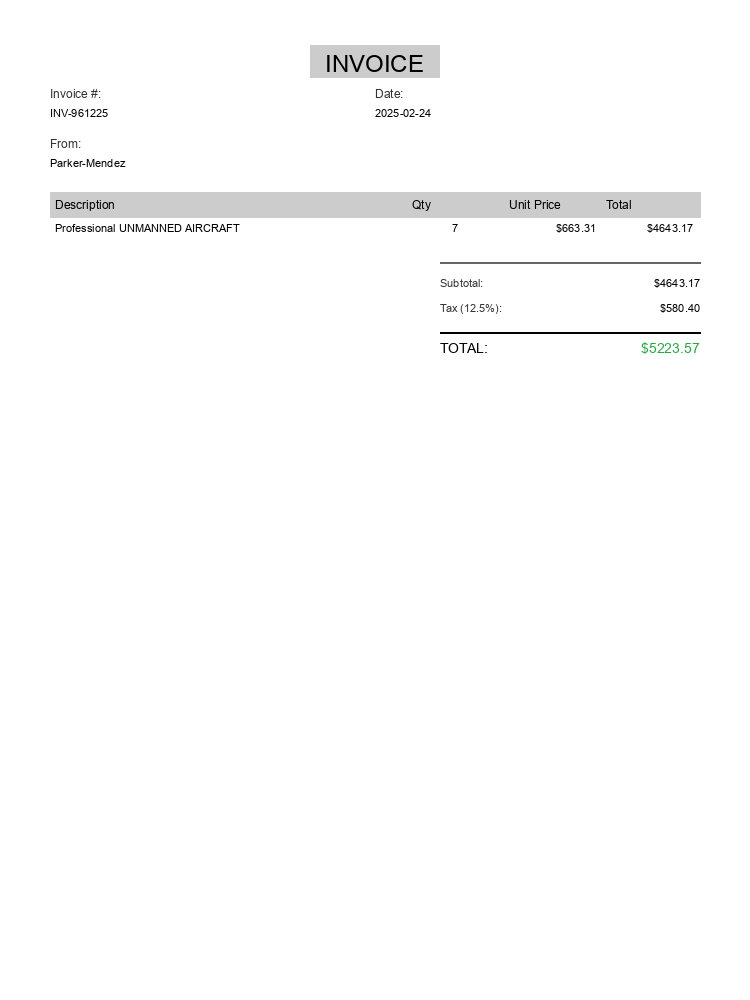 INVOICE
Invoice #: Date:
INV-961225 2025-02-24
From:
Parker-Mendez
Description Qty Unit Price Total
Professional UNMANNED AIRCRAFT 7 $663.31 $4643.17
Subtotal: $4643.17
Tax (12.5%): $580.40
TOTAL: $5223.57